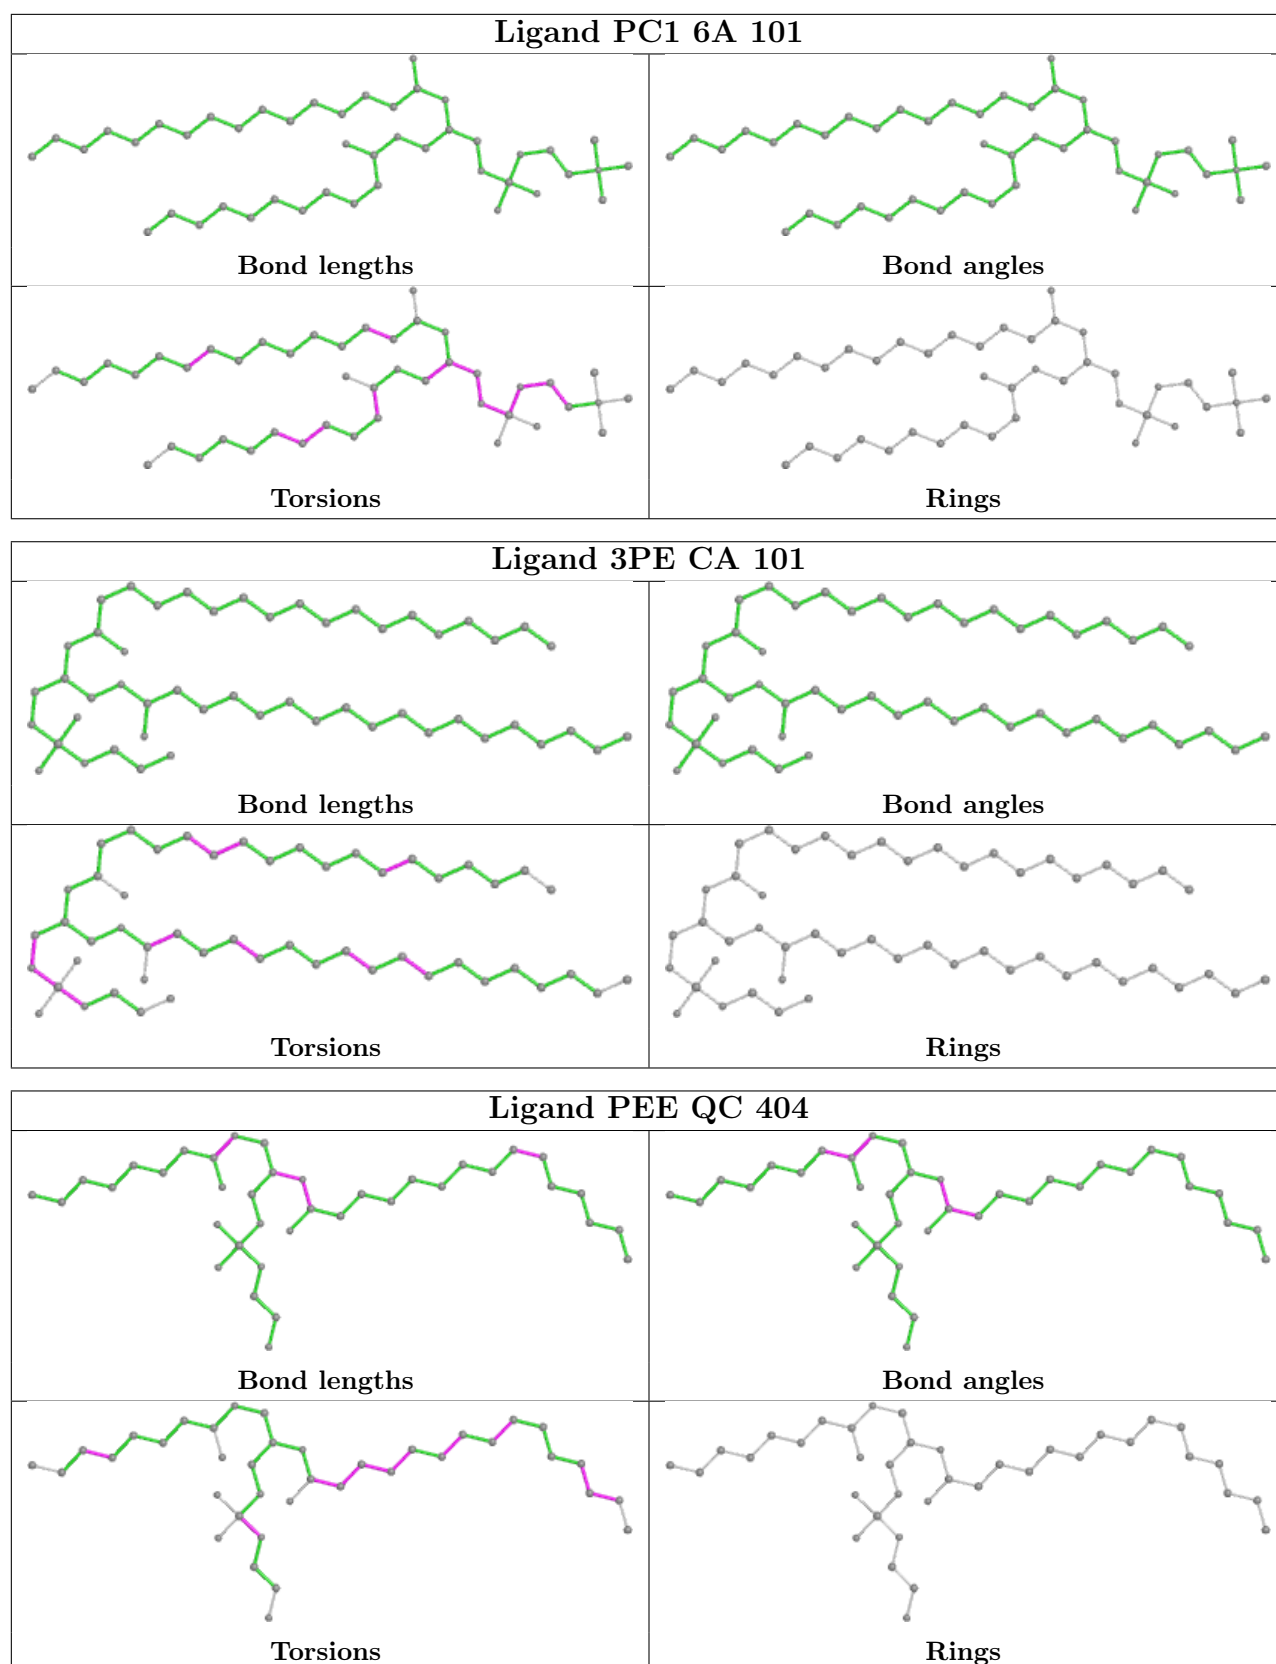 Ligand PC1 6A 101
Bond lengths
Bond angles
Torsions
Rings
Ligand 3PE CA 101
Bond lengths
Bond angles
Torsions
Rings
Ligand PEE QC 404
Bond lengths
Bond angles
Torsions
Rings